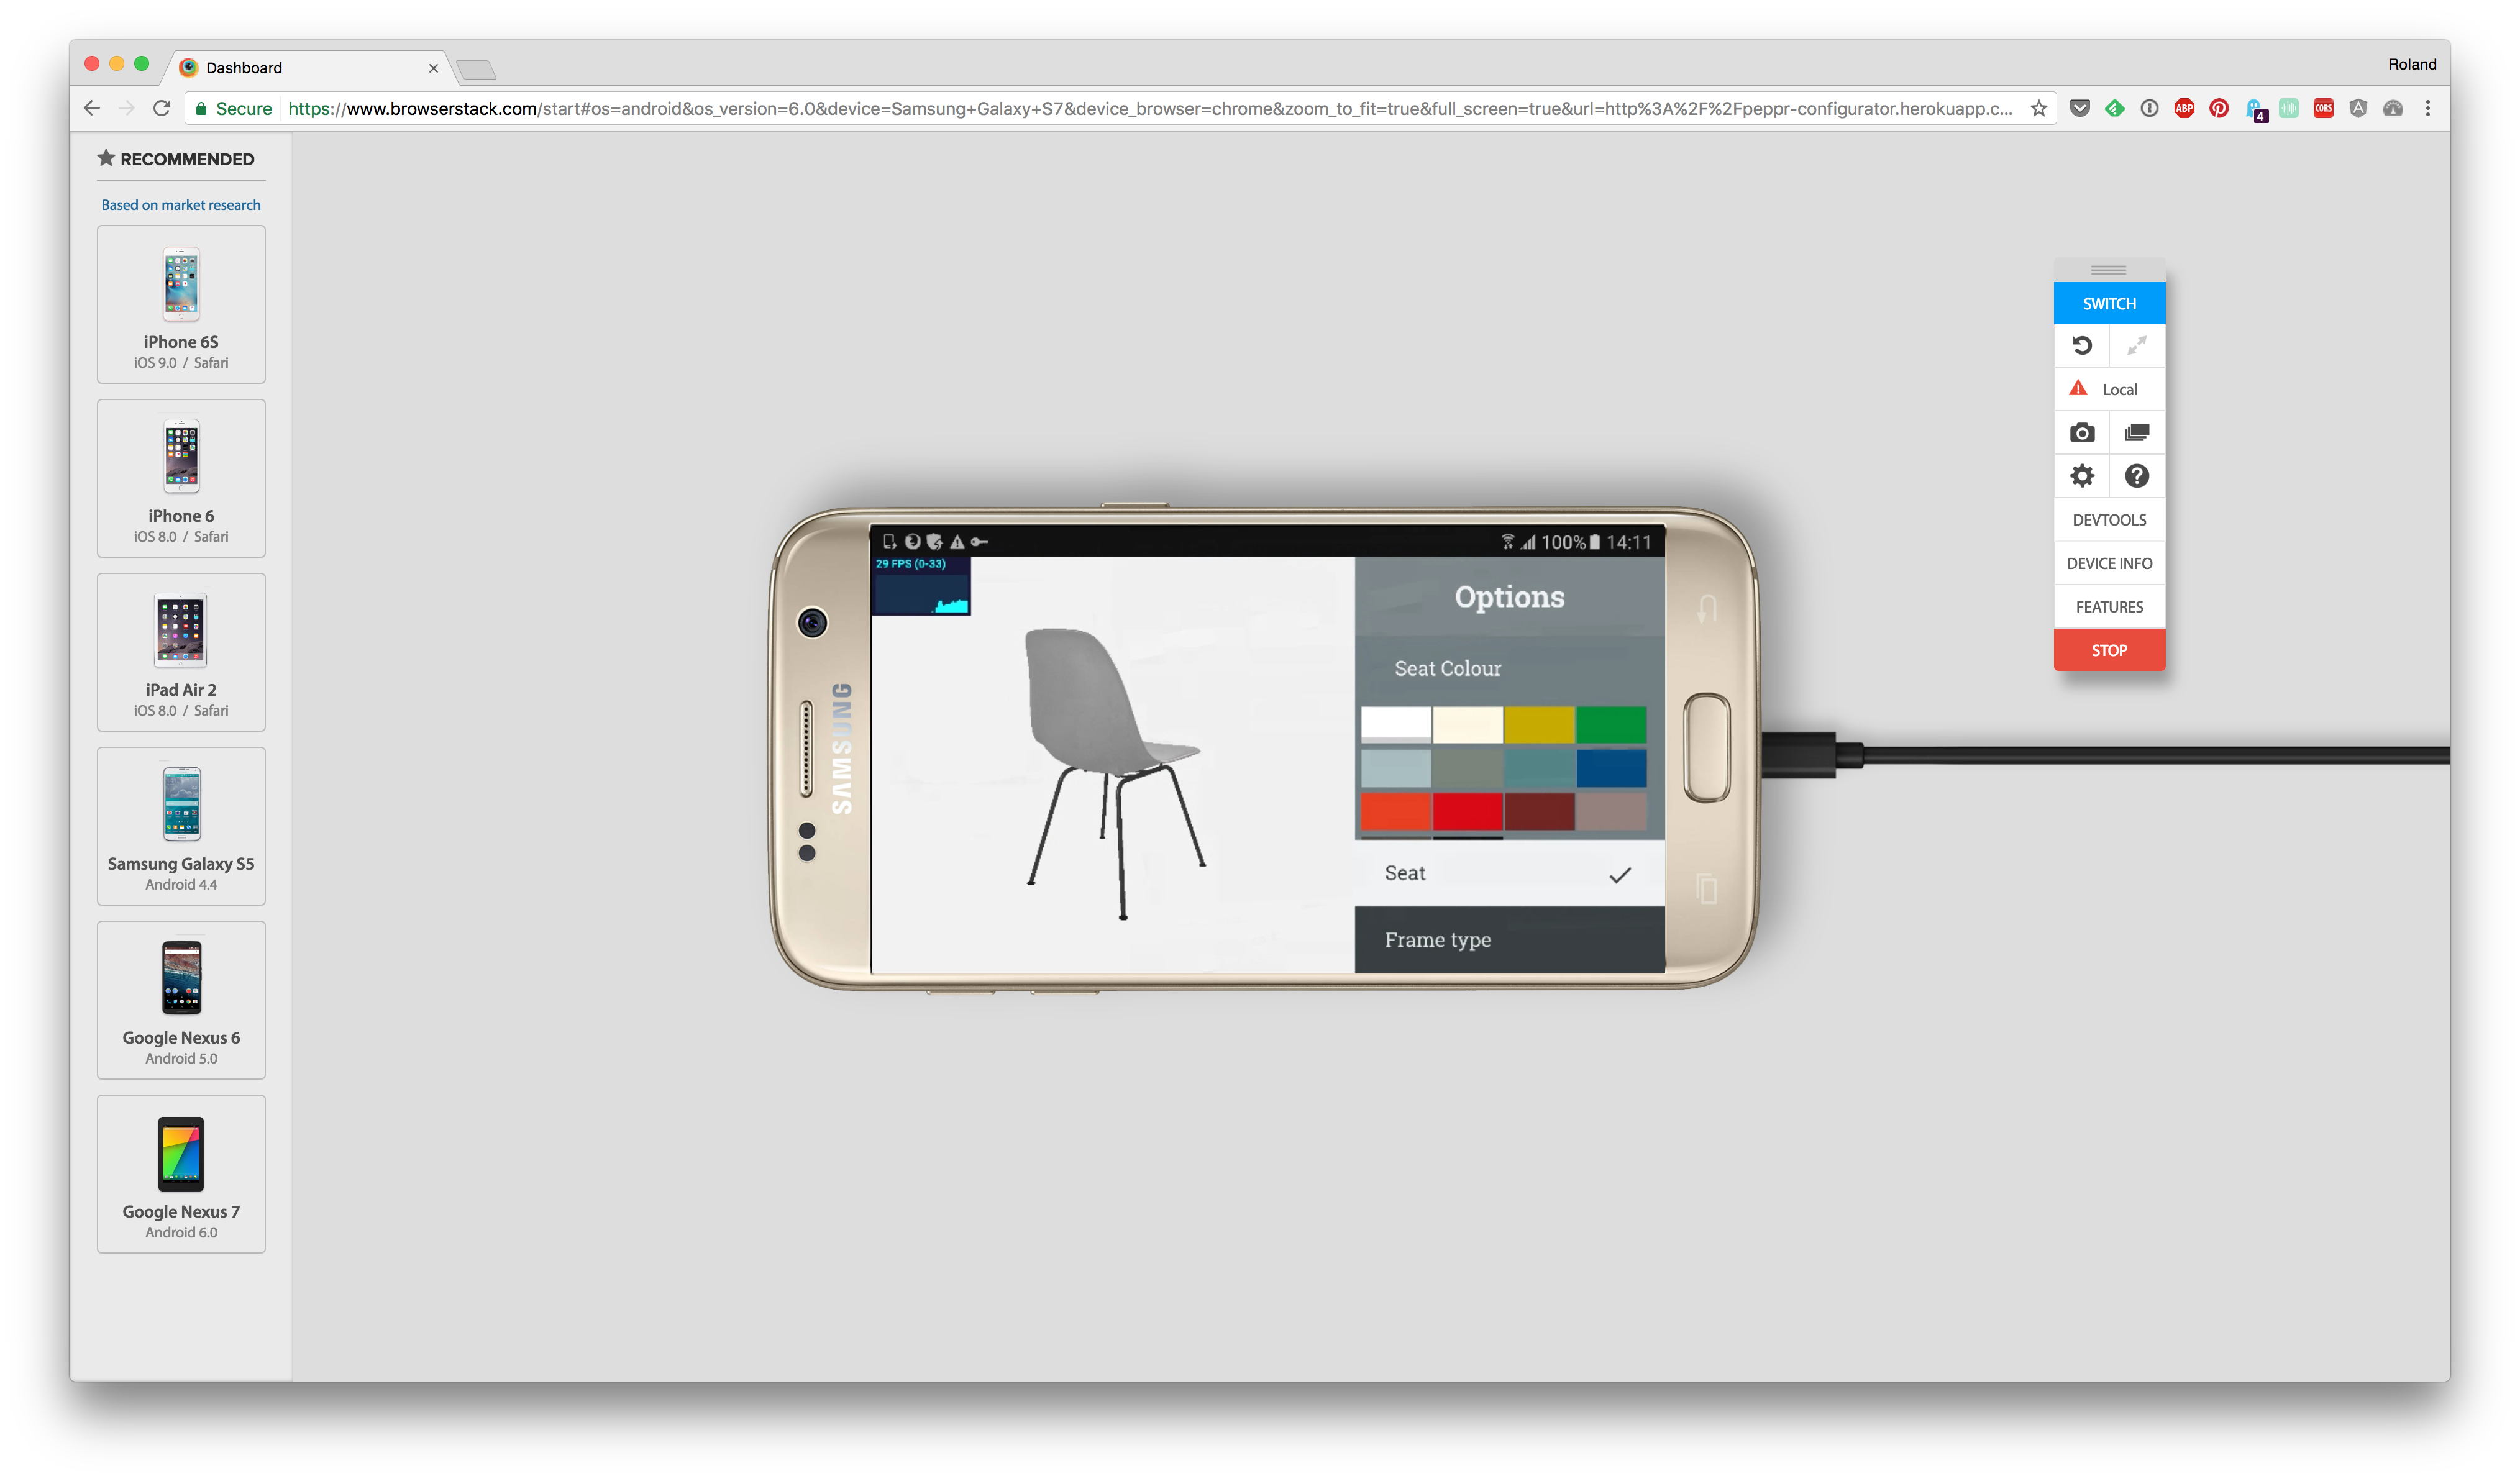 Dashboard
Roland
Secure
https://www.browserstack.com/start#os=android&os_version=6.0&device=Samsung+Galaxy+S7&device_browser=chrome&zoom_to_fit=true&full_screen=true&url=http%3A%2F%2Fpeppr-configurator.herokuapp.c...
ABP
4
CORS
RECOMMENDED
Based on market research
iPhone 6S
iOS 9.0 / Safari
iPhone 6
iOS 8.0 / Safari
iPad Air 2
iOS 8.0 / Safari
Samsung Galaxy S5
Android 4.4
Google Nexus 6
Android 5.0
Google Nexus 7
Android 6.0
SAMSUNG
100% 14:11
29 FPS (0-33)
Options
Seat Colour
Seat
Frame type
SWITCH
Local
DEVTOOLS
DEVICE INFO
FEATURES
STOP